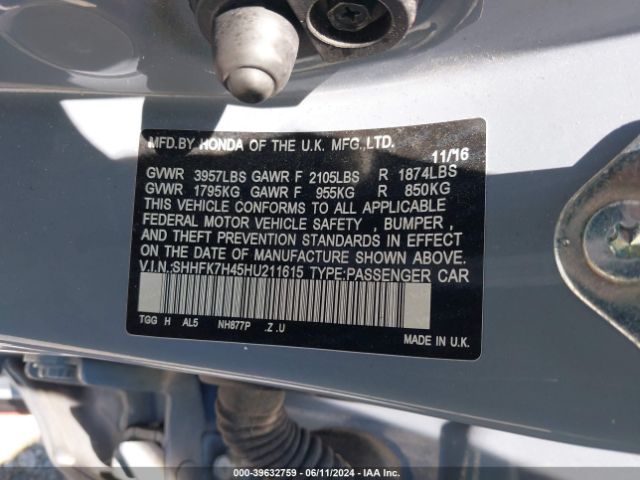 MFD.BY HONDA OF THE U.K. MFG.,LTD.
11/16
GVWR 3957LBS GAWR F 2105LBS R 1874LBS
GVWR 1795KG GAWR F 955KG R 850KG
THIS VEHICLE CONFORMS TO ALL APPLICABLE
FEDERAL MOTOR VEHICLE SAFETY , BUMPER ,
AND THEFT PREVENTION STANDARDS IN EFFECT
ON THE DATE OF MANUFACTURE SHOWN ABOVE.
V.I.N.:SHHFK7H45HU211615 TYPE:PASSENGER CAR
TGG H AL5 NH877P .Z .U
MADE IN U.K.
000-39632759 - 06/11/2024 - IAA Inc.